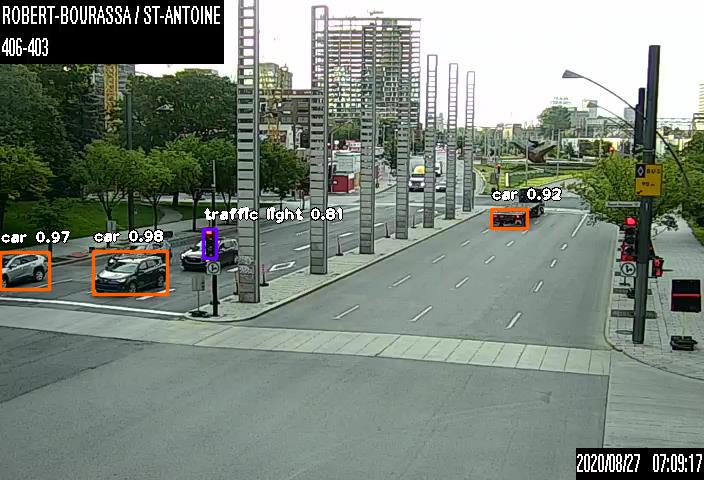 ROBERT-BOURASSA / ST-ANTOINE
406-403
car 0.92
traffic light 0.81
car 0.97
car 0.98
BUS
2020/08/27 07:09:17